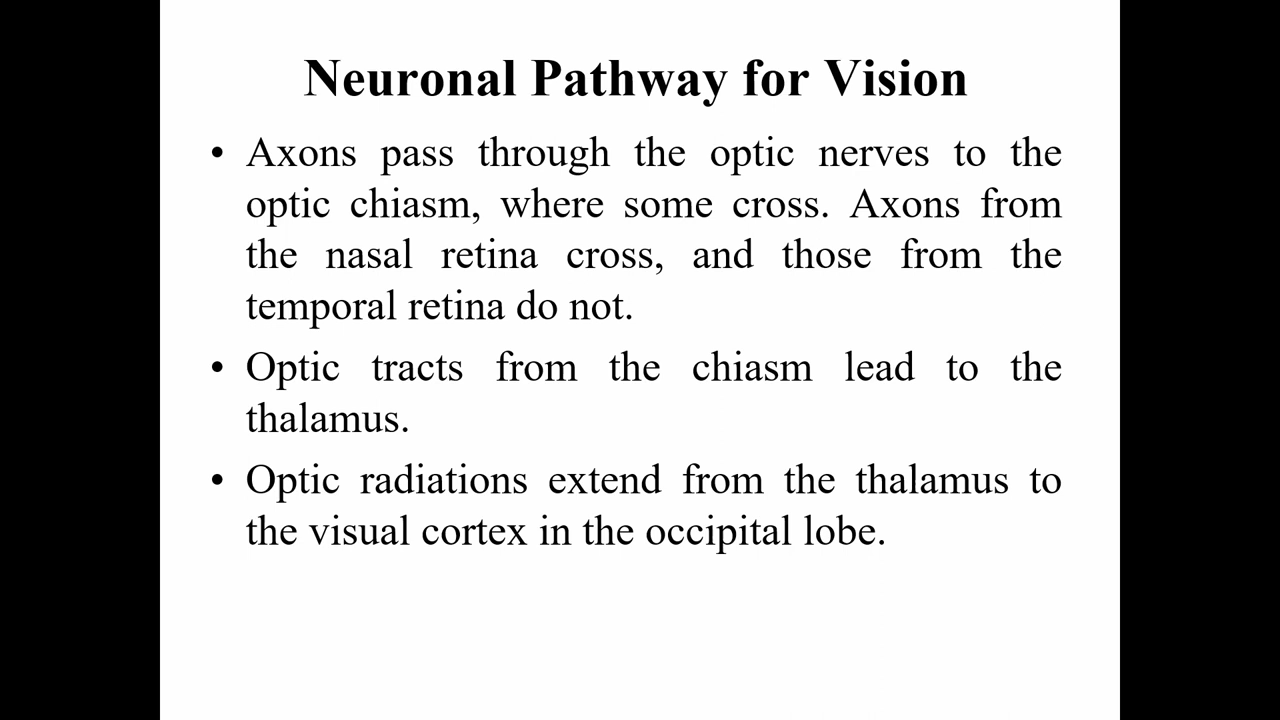 Neuronal Pathway for Vision
• Axons pass through the optic nerves to the
optic chiasm, where some cross. Axons from
the nasal retina cross, and those from the
temporal retina do not.
• Optic tracts from the chiasm lead to the
thalamus.
• Optic radiations extend from the thalamus to
the visual cortex in the occipital lobe.